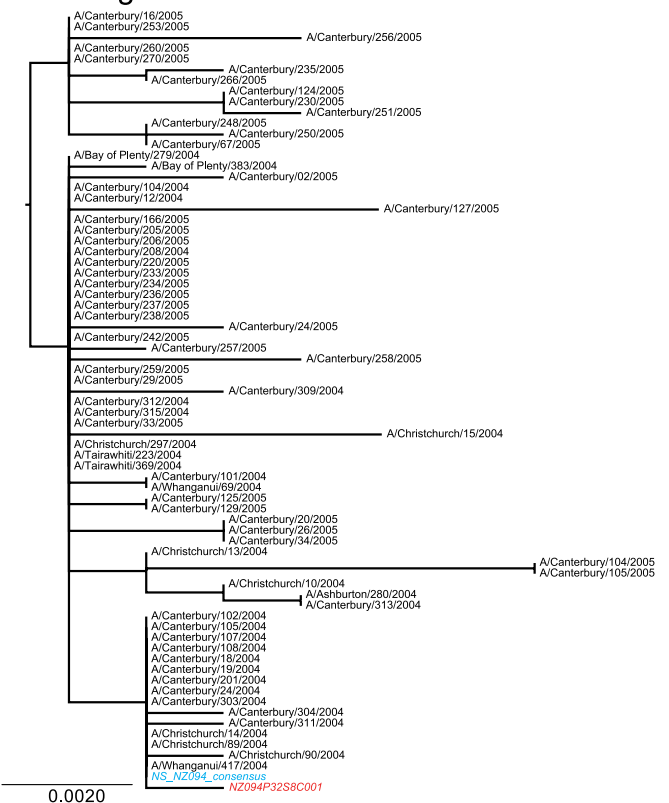 A/Canterbury/16/2005
A/Canterbury/253/2005
A/Canterbury/256/2005
A/Canterbury/260/2005
A/Canterbury/270/2005
A/Canterbury/235/2005
A/Canterbury/266/2005
A/Canterbury/124/2005
A/Canterbury/230/2005
A/Canterbury/251/2005
A/Canterbury/248/2005
A/Canterbury/250/2005
A/Canterbury/67/2005
A/Bay of Plenty/279/2004
A/Bay of Plenty/383/2004
A/Canterbury/02/2005
A/Canterbury/104/2004
A/Canterbury/12/2004
A/Canterbury/127/2005
A/Canterbury/166/2005
A/Canterbury/205/2005
A/Canterbury/206/2005
A/Canterbury/208/2004
A/Canterbury/220/2005
A/Canterbury/233/2005
A/Canterbury/234/2005
A/Canterbury/236/2005
A/Canterbury/237/2005
A/Canterbury/238/2005
A/Canterbury/24/2005
A/Canterbury/242/2005
A/Canterbury/257/2005
A/Canterbury/258/2005
A/Canterbury/259/2005
A/Canterbury/29/2005
A/Canterbury/309/2004
A/Canterbury/312/2004
A/Canterbury/315/2004
A/Canterbury/33/2005
A/Christchurch/15/2004
A/Christchurch/297/2004
A/Tairawhiti/223/2004
A/Tairawhiti/369/2004
A/Canterbury/101/2004
A/Whanganui/69/2004
A/Canterbury/125/2005
A/Canterbury/129/2005
A/Canterbury/20/2005
A/Canterbury/26/2005
A/Canterbury/34/2005
A/Christchurch/13/2004
A/Canterbury/104/2005
A/Canterbury/105/2005
A/Christchurch/10/2004
A/Ashburton/280/2004
A/Canterbury/313/2004
A/Canterbury/102/2004
A/Canterbury/105/2004
A/Canterbury/107/2004
A/Canterbury/108/2004
A/Canterbury/18/2004
A/Canterbury/19/2004
A/Canterbury/201/2004
A/Canterbury/24/2004
A/Canterbury/303/2004
A/Canterbury/304/2004
A/Canterbury/311/2004
A/Christchurch/14/2004
A/Christchurch/89/2004
A/Christchurch/90/2004
A/Whanganui/417/2004
NS_NZ094_consensus
NZ094P32S8C001
0.0020